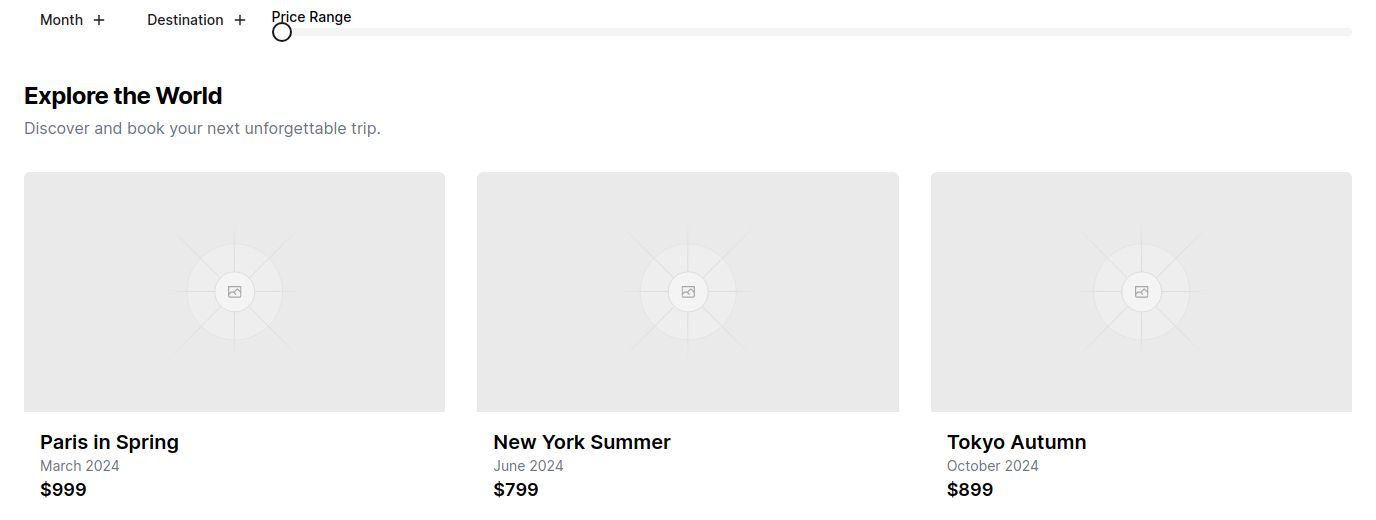 Month + Destination + Price Range
Explore the World
Discover and book your next unforgettable trip.
Paris in Spring
March 2024
$999
New York Summer
June 2024
$799
Tokyo Autumn
October 2024
$899